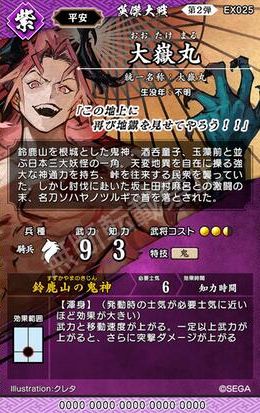 紫
平安
英傑大戦
第2弾
EX025
おおたけまる
大嶽丸
統一名称：大嶽丸
生没年：不明
「この地上に
再び地獄を見せてやろう！！」
鈴鹿山を根城とした鬼神。酒呑童子、玉藻前と並
ぶ日本三大妖怪の一角。天変地異を自在に操る強
大な神通力を持ち、峠を往来する民衆を襲ってい
た。しかし討伐に赴いた坂上田村麻呂との激闘の
末、名刀ソハヤノツルギで首を落とされた。
兵種 武力 知力 武将コスト
騎兵 9 3
特技 鬼
すずかやまのきじん
鈴鹿山の鬼神
必要士気 効果時間
6 知力時間
効果範囲
【渾身】（発動時の士気が必要士気に近い
ほど効果が大きい）
武力と移動速度が上がる。一定以上武力が
上がると、さらに突撃ダメージが上がる
Illustration:クレタ
©SEGA
0000-0000-0000-0000-0000